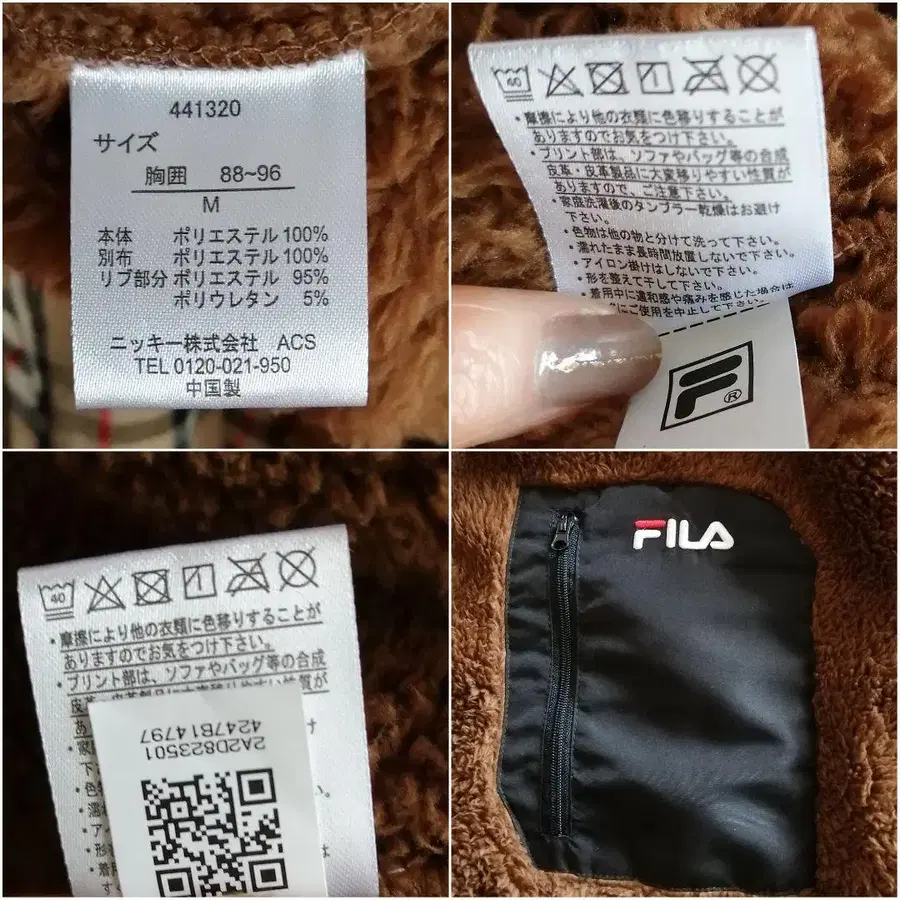 441320
サイズ
胸囲 88~96
M
本体 ポリエステル 100%
別布 ポリエステル 100%
リブ部分 ポリエステル 95%
ポリウレタン 5%
ニッキー株式会社 ACS
TEL 0120-021-950
中国製
40
・摩擦により他の衣類に色移りすることが
ありますのでお気をつけ下さい。
・プリント部は、ソファやバッグ等の合成
皮革・皮革製品に大変移りやすい性質が
ありますので、ご注意下さい。
・家庭洗濯後のタンブラー乾燥はお避け
下さい。
・色物は他の物と分けて洗って下さい。
・濡れたまま長時間放置しないで下さい。
・アイロン掛けはしないで下さい。
・形を整えて干して下さい。
・着用中に違和感や痛みを感じた場合は
にご使用を中止して下さい。
F
®
40
・摩擦により他の衣類に色移りすることが
ありますのでお気をつけ下さい。
・プリント部は、ソファやバッグ等の合成
2A2D823501
4247B14797
FILA